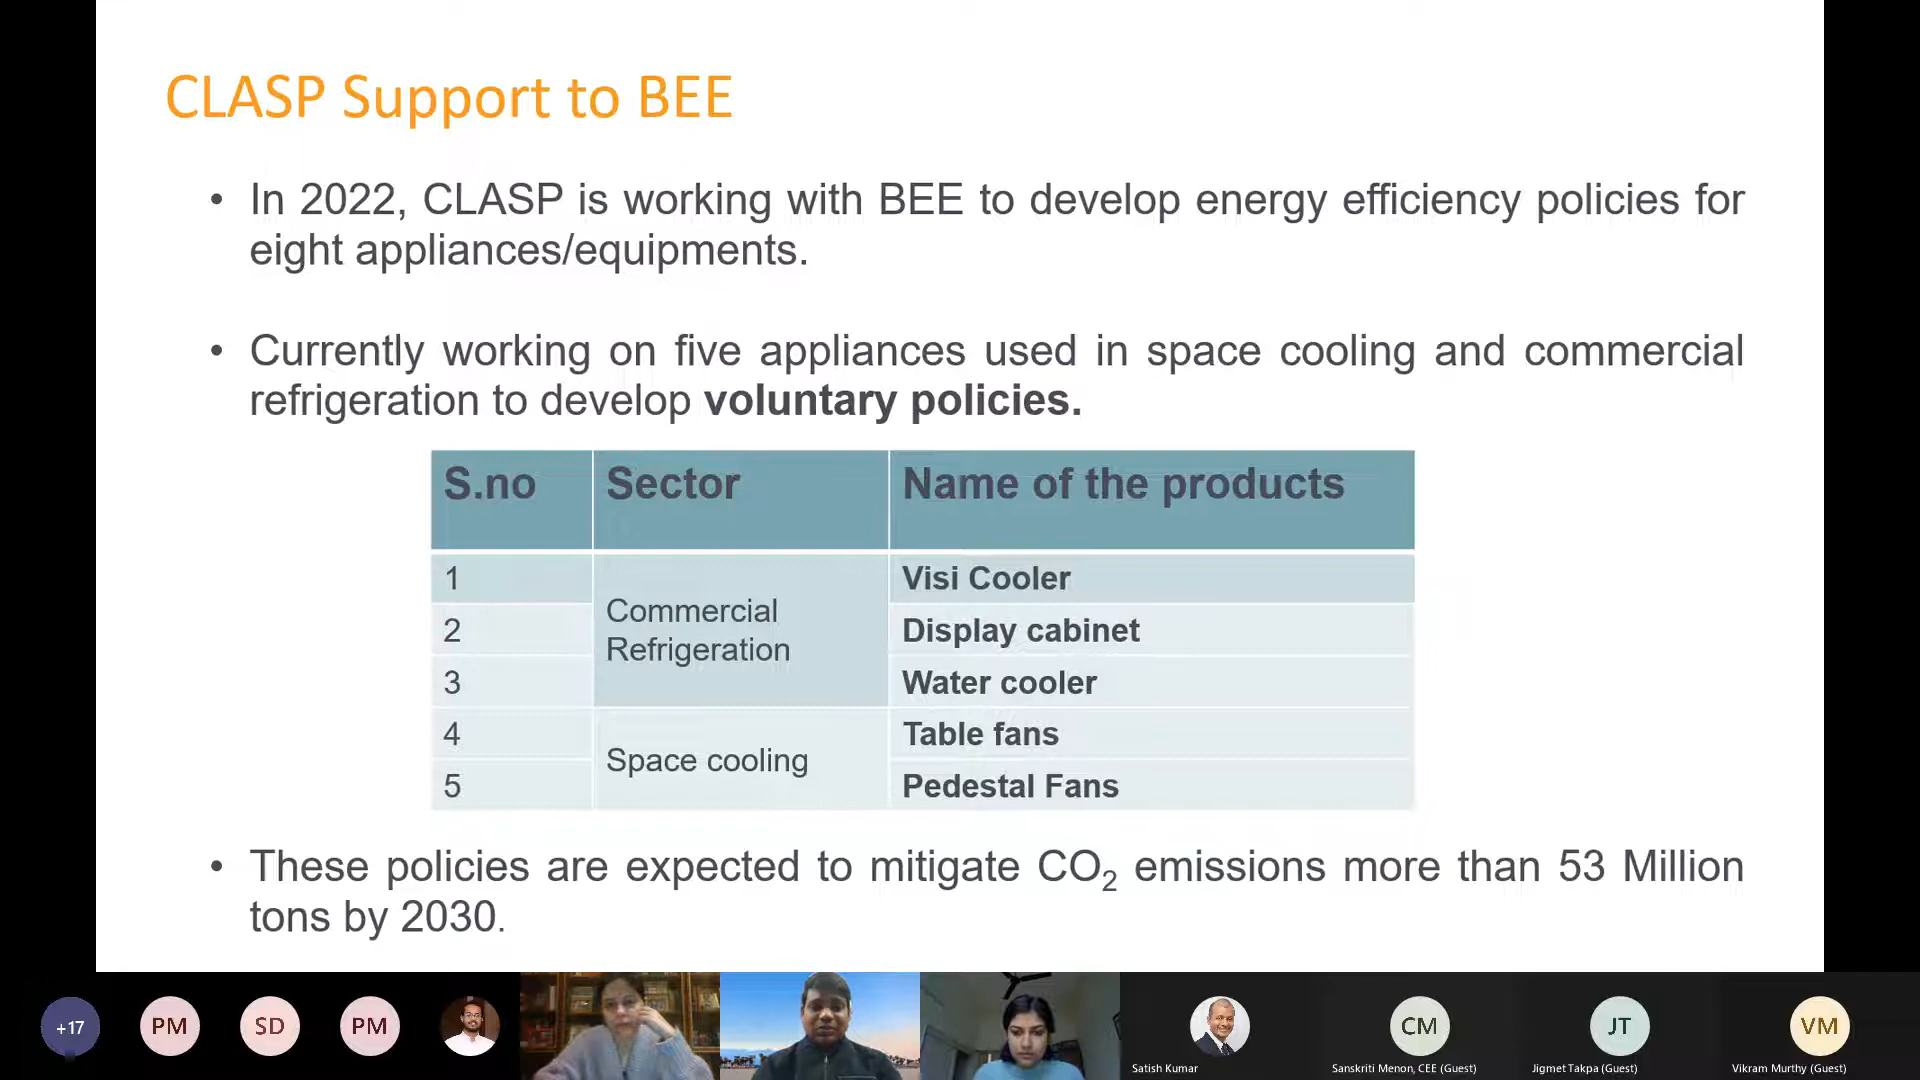 CLASP Support to BEE
• In 2022, CLASP is working with BEE to develop energy efficiency policies for
eight appliances/equipments.
• Currently working on five appliances used in space cooling and commercial
refrigeration to develop voluntary policies.
S.no Sector Name of the products
1 Commercial Refrigeration Visi Cooler
2 Display cabinet
3 Water cooler
4 Space cooling Table fans
5 Pedestal Fans
• These policies are expected to mitigate CO₂ emissions more than 53 Million
tons by 2030.
+17 PM SD PM CM JT VM
Satish Kumar Sanskriti Menon, CEE (Guest) Jigmet Takpa (Guest) Vikram Murthy (Guest)